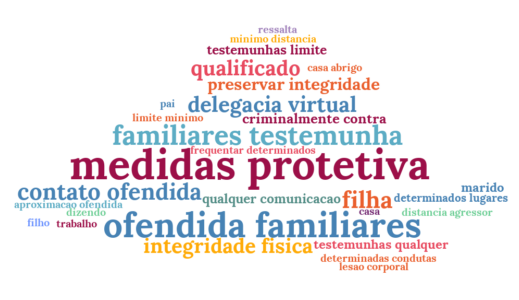 ressalta
minimo distancia
testemunhas limite
qualificado
casa abrigo
preservar integridade
pai
delegacia virtual
limite minimo
criminalmente contra
familiares testemunha
frequentar determinados
medidas protetiva
contato ofendida
qualquer comunicacao
filha
marido
determinados lugares
aproximacao ofendida
dizendo
casa
distancia agressor
filho
trabalho
ofendida familiares
integridade fisica
testemunhas qualquer
determinadas condutas
lesao corporal